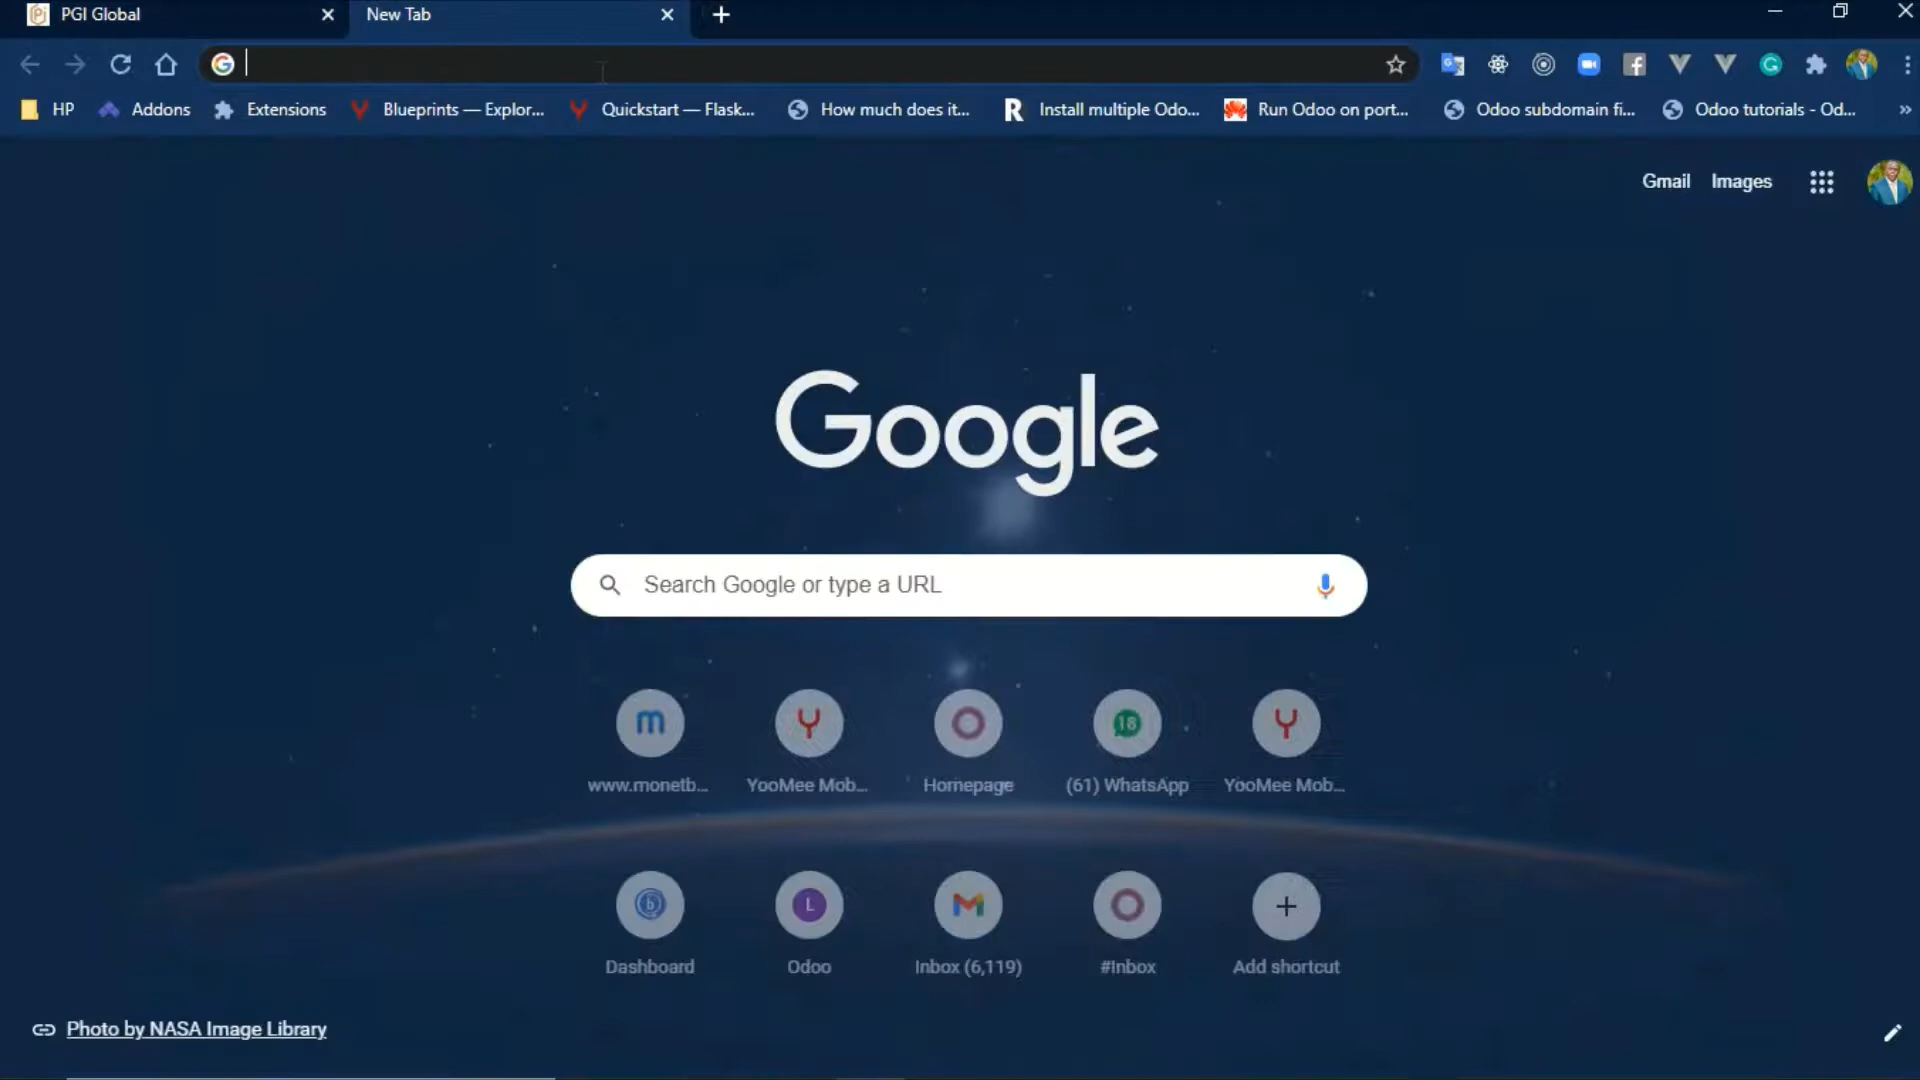 PGI Global
New Tab
HP
Addons
Extensions
Blueprints — Explor...
Quickstart — Flask...
How much does it...
Install multiple Odo...
Run Odoo on port...
Odoo subdomain fi...
Odoo tutorials - Od...
Gmail
Images
Google
Search Google or type a URL
18
www.monetb...
YooMee Mob...
Homepage
(61) WhatsApp
YooMee Mob...
L
Dashboard
Odoo
Inbox (6,119)
#Inbox
Add shortcut
Photo by NASA Image Library